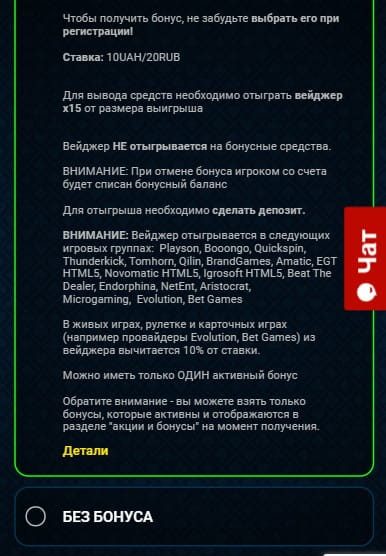 Чтобы получить бонус, не забудьте выбрать его при
регистрации!
Ставка: 10UAH/20RUB
Для вывода средств необходимо отыграть вейджер
x15 от размера выигрыша
Вейджер НЕ отыгрывается на бонусные средства.
ВНИМАНИЕ: При отмене бонуса игроком со счета
будет списан бонусный баланс
Для отыгрыша необходимо сделать депозит.
ВНИМАНИЕ: Вейджер отыгрывается в следующих
игровых группах: Playson, Booongo, Quickspin,
Thunderkick, Tomhorn, Qilin, BrandGames, Amatic, EGT
HTML5, Novomatic HTML5, Igrosoft HTML5, Beat The
Dealer, Endorphina, NetEnt, Aristocrat,
Microgaming, Evolution, Bet Games
Чат
В живых играх, рулетке и карточных играх
(например провайдеры Evolution, Bet Games) из
вейджера вычитается 10% от ставки.
Можно иметь только ОДИН активный бонус
Обратите внимание - вы можете взять только
бонусы, которые активны и отображаются в
разделе "акции и бонусы" на момент получения.
Детали
БЕЗ БОНУСА